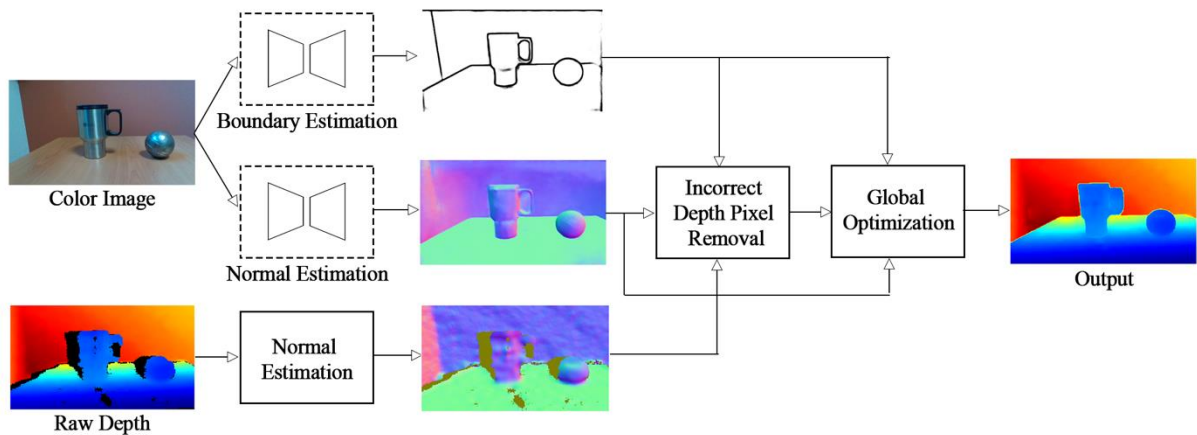 Boundary Estimation
Color Image
Normal Estimation
Incorrect
Depth Pixel
Removal
Global
Optimization
Output
Normal
Estimation
Raw Depth